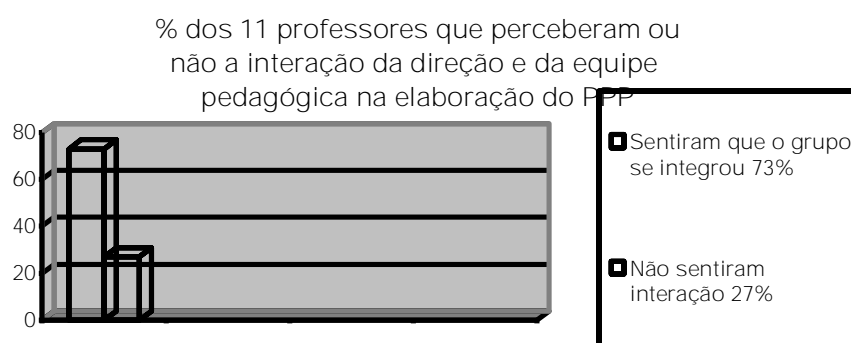 % dos 11 professores que perceberam ou
não a interação da direção e da equipe
pedagógica na elaboração do PPP
80
60
40
20
0
Sentiram que o grupo
se integrou 73%
Não sentiram
interação 27%